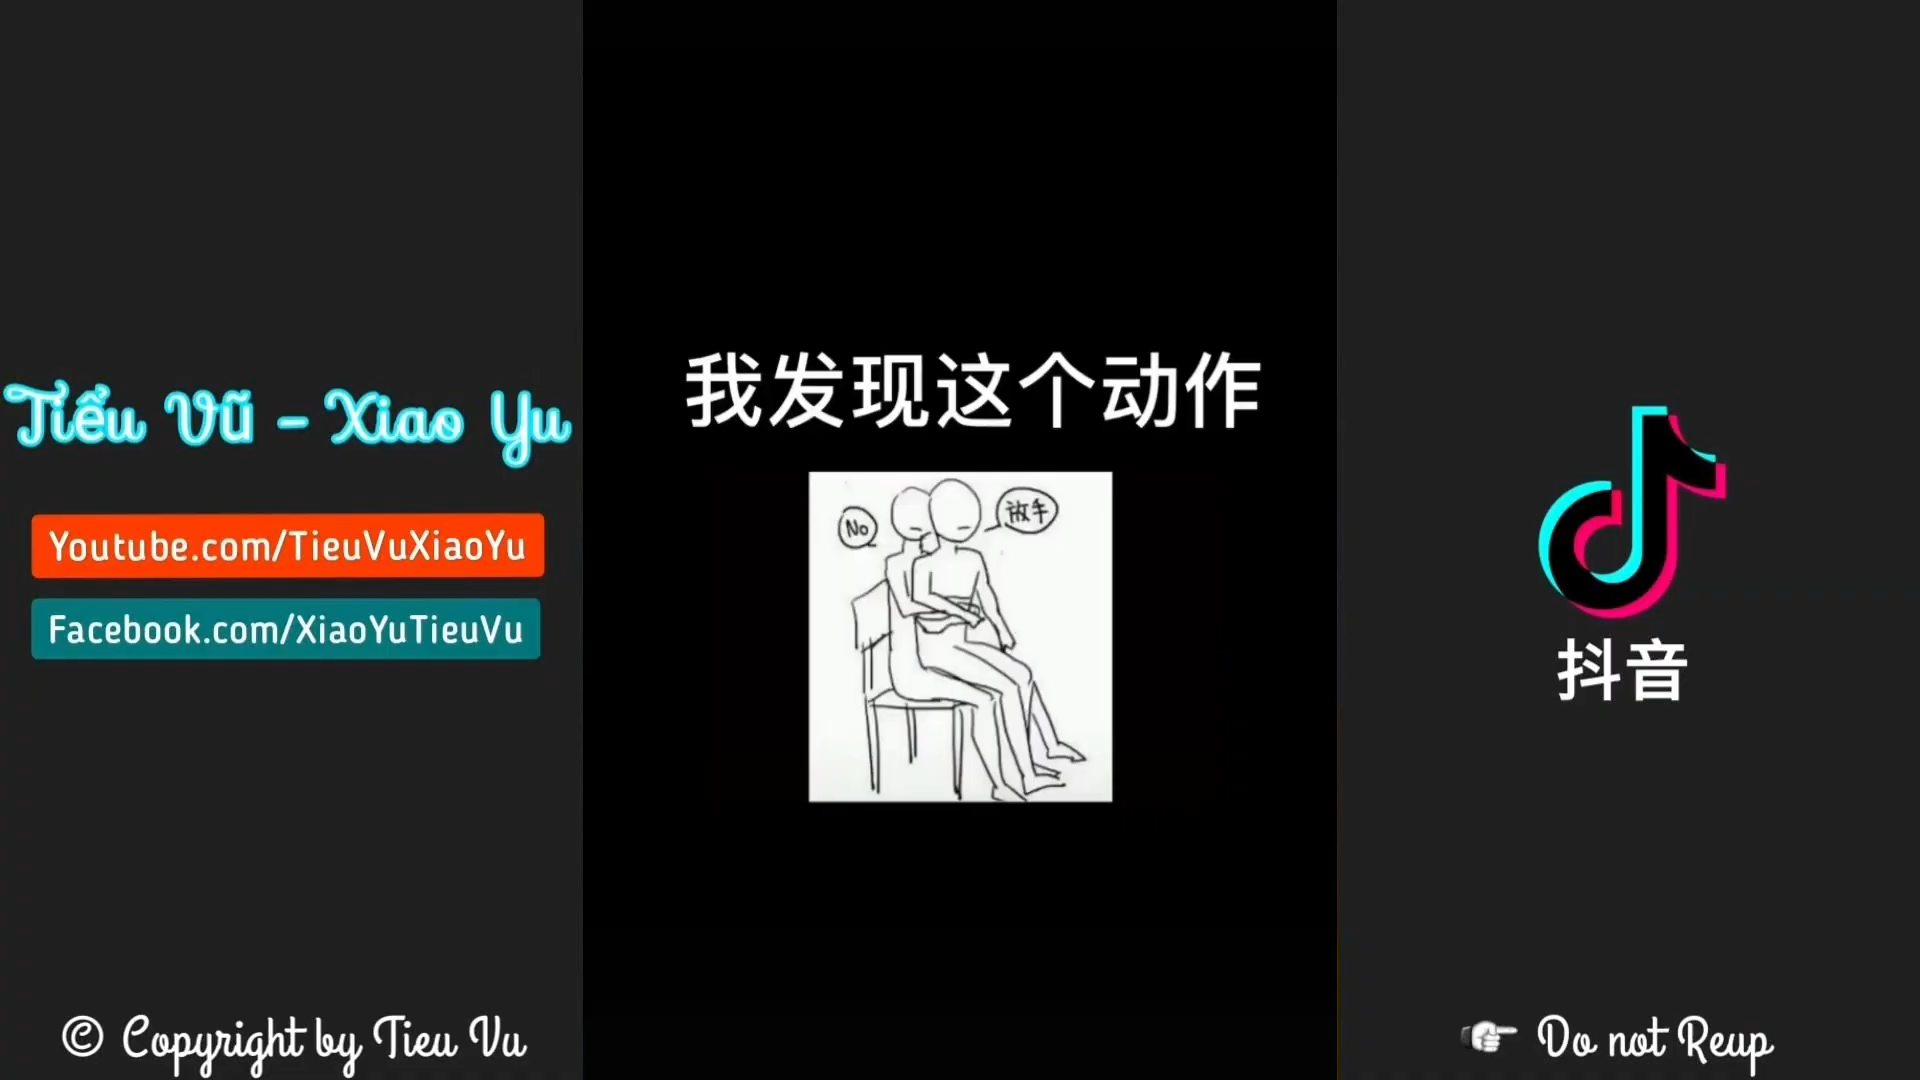 我发现这个动作
No
放手
Tiểu Vũ - Xiao Yu
Youtube.com/TieuVuXiaoYu
Facebook.com/XiaoYuTieuVu
抖音
© Copyright by Tieu Vu
Do not Reup